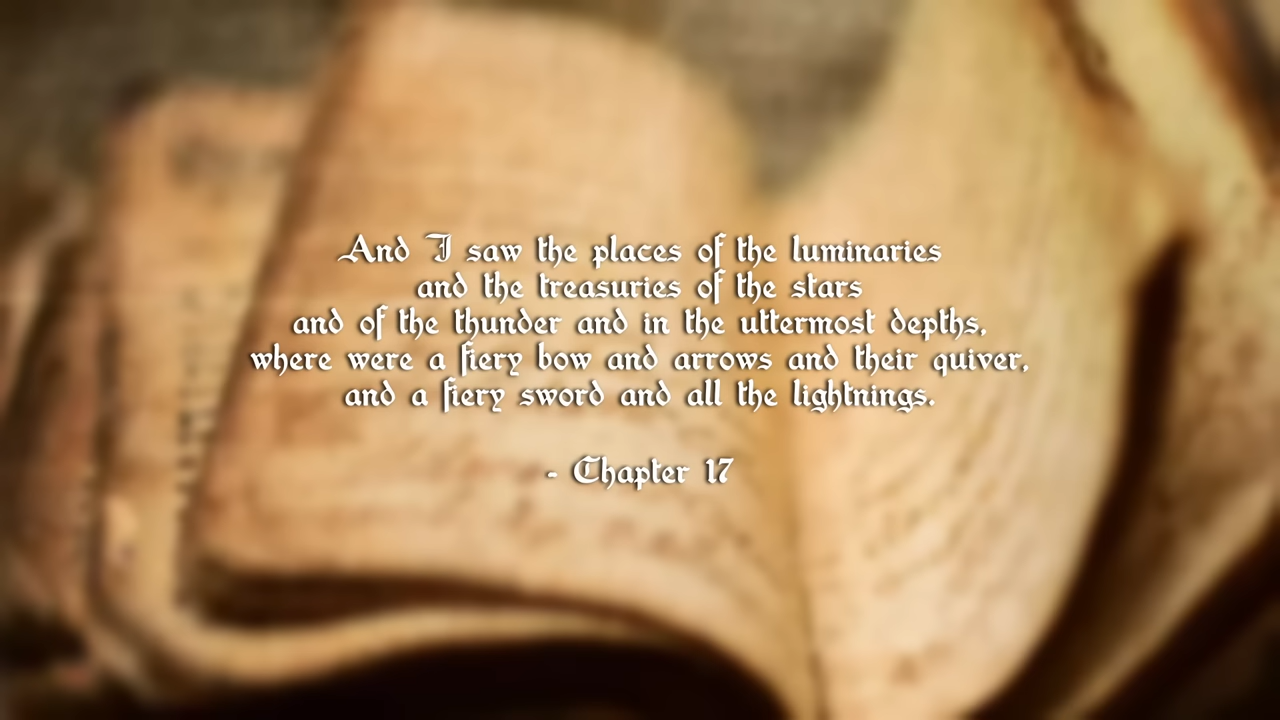 And I saw the places of the luminaries
and the treasuries of the stars
and of the thunder and in the uttermost depths,
where were a fiery bow and arrows and their quiver,
and a fiery sword and all the lightnings.
- Chapter 17